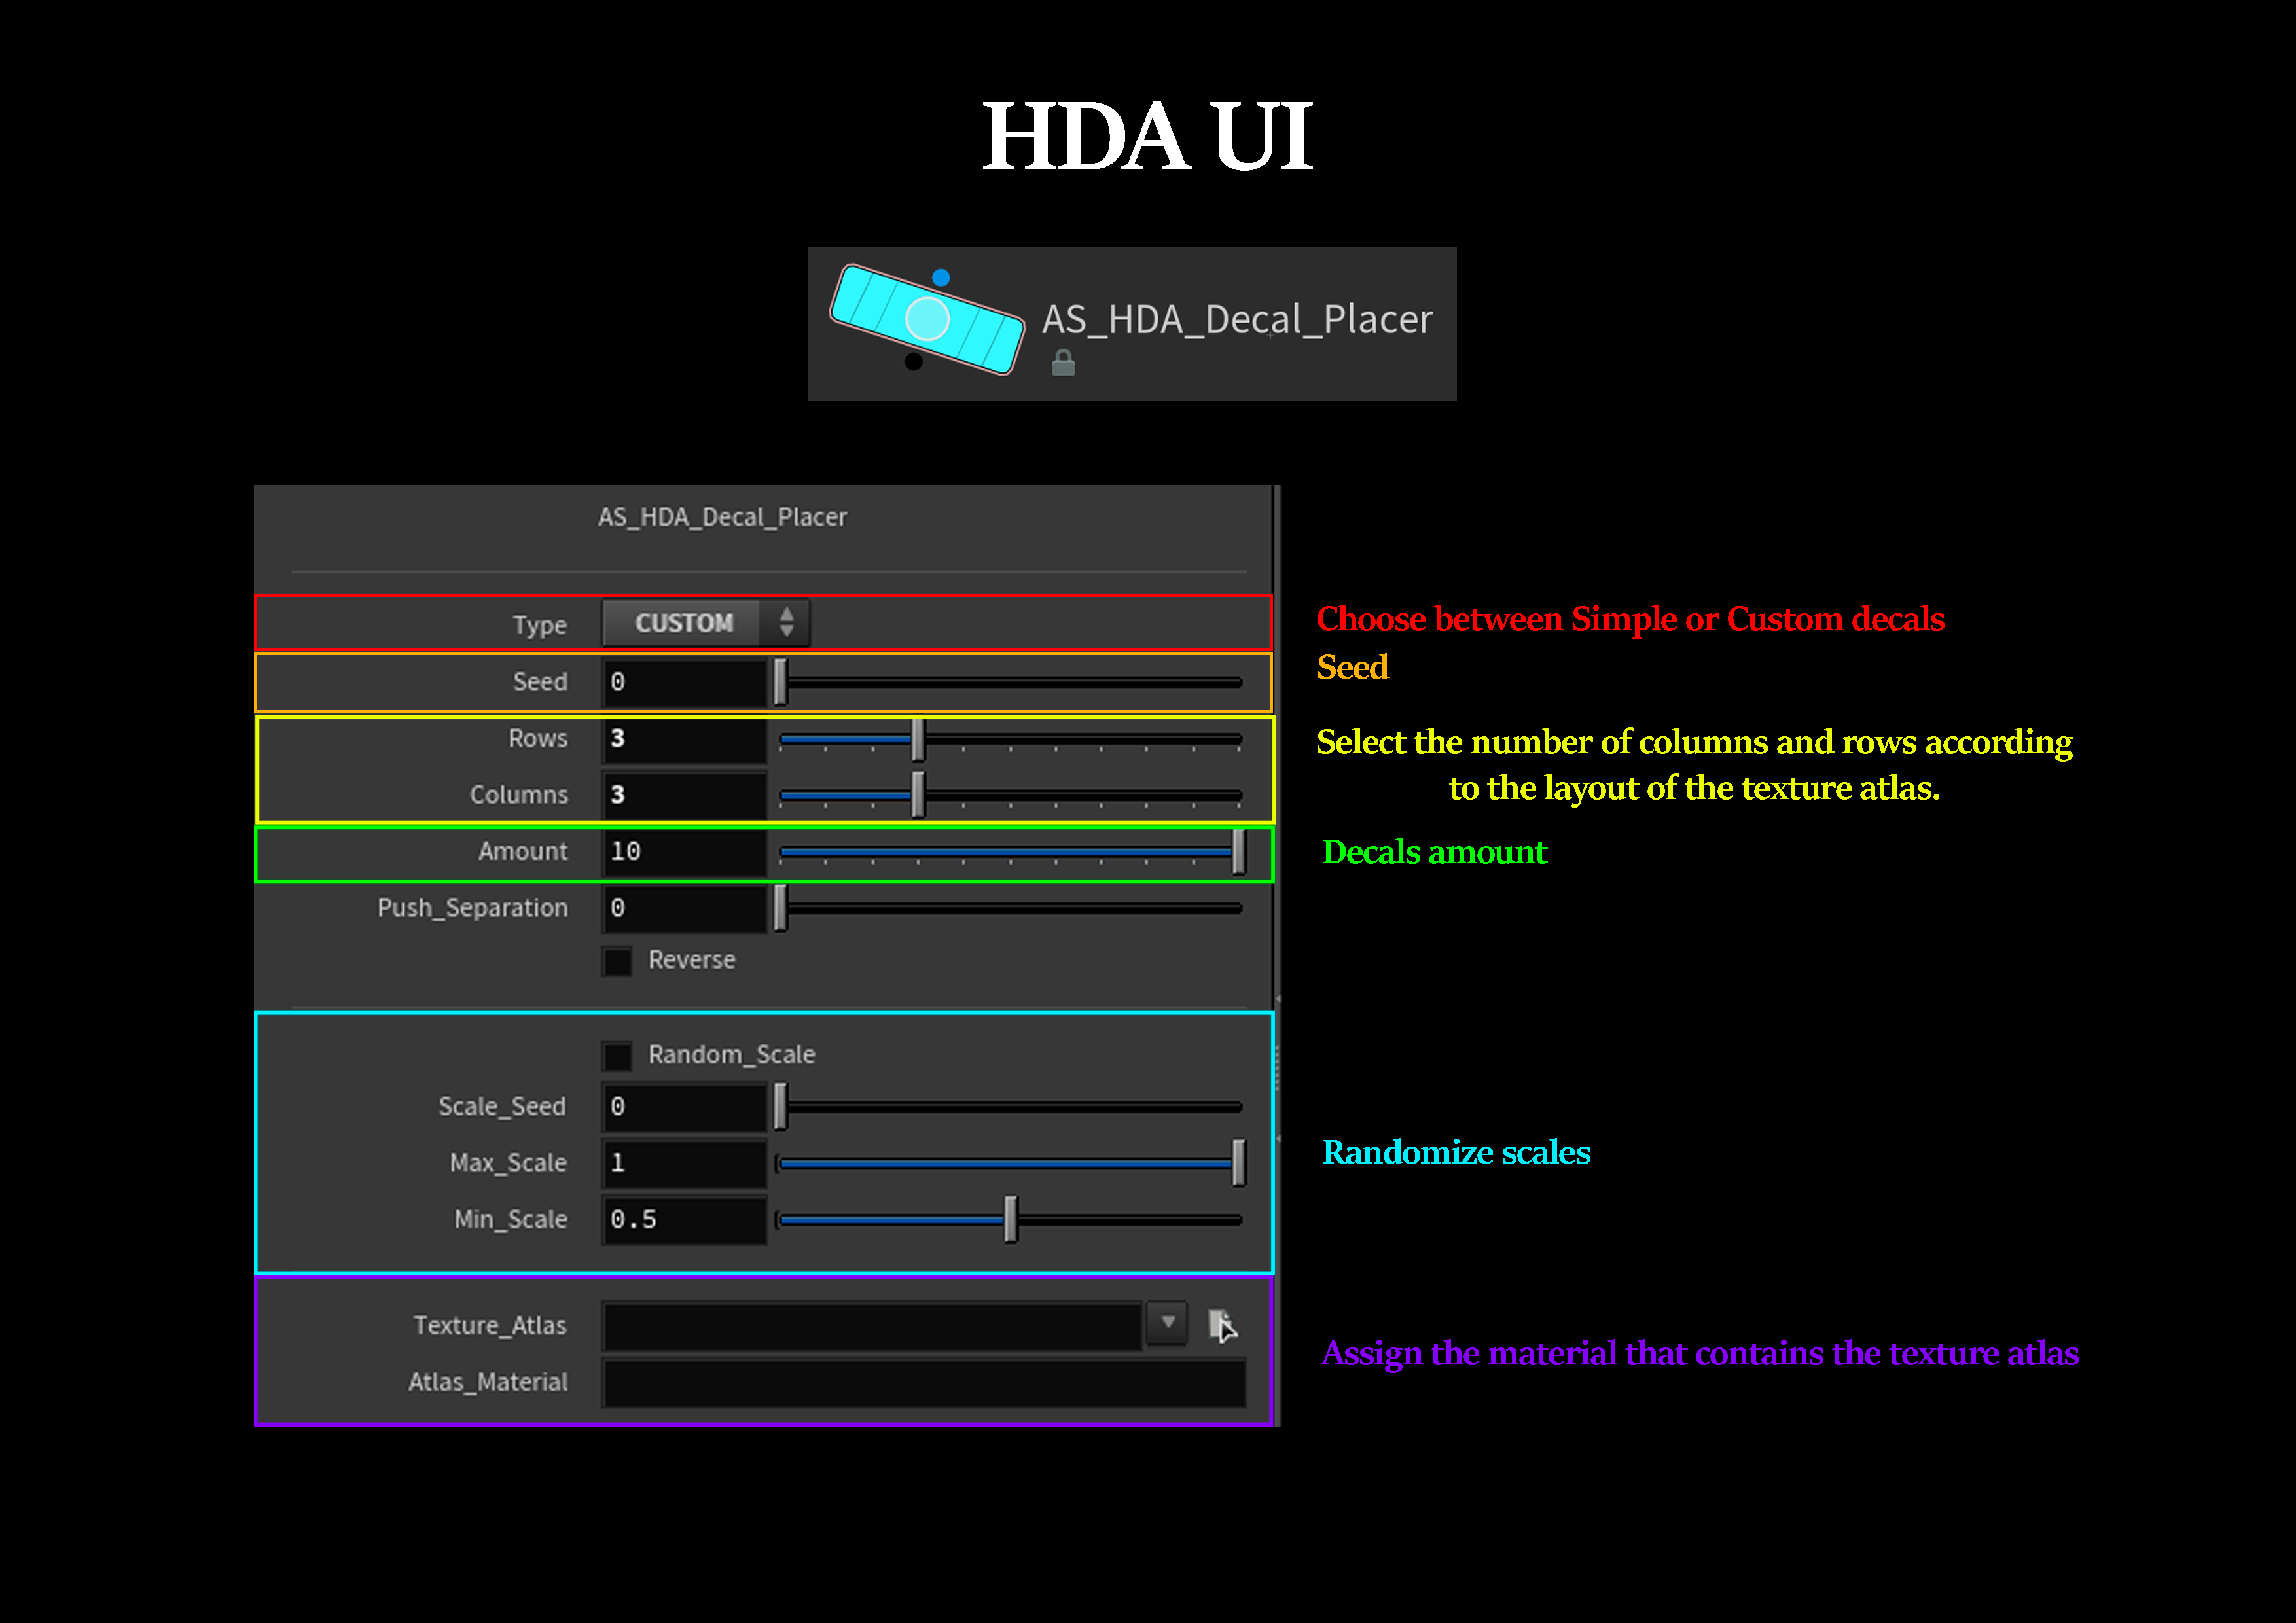 HDA UI
AS_HDA_Decal_Placer
AS_HDA_Decal_Placer
Type CUSTOM
Choose between Simple or Custom decals
Seed 0
Seed
Rows 3
Columns 3
Select the number of columns and rows according
to the layout of the texture atlas.
Amount 10
Decals amount
Push_Separation 0
Reverse
Random_Scale
Scale_Seed 0
Max_Scale 1
Min_Scale 0.5
Randomize scales
Texture_Atlas
Atlas_Material
Assign the material that contains the texture atlas